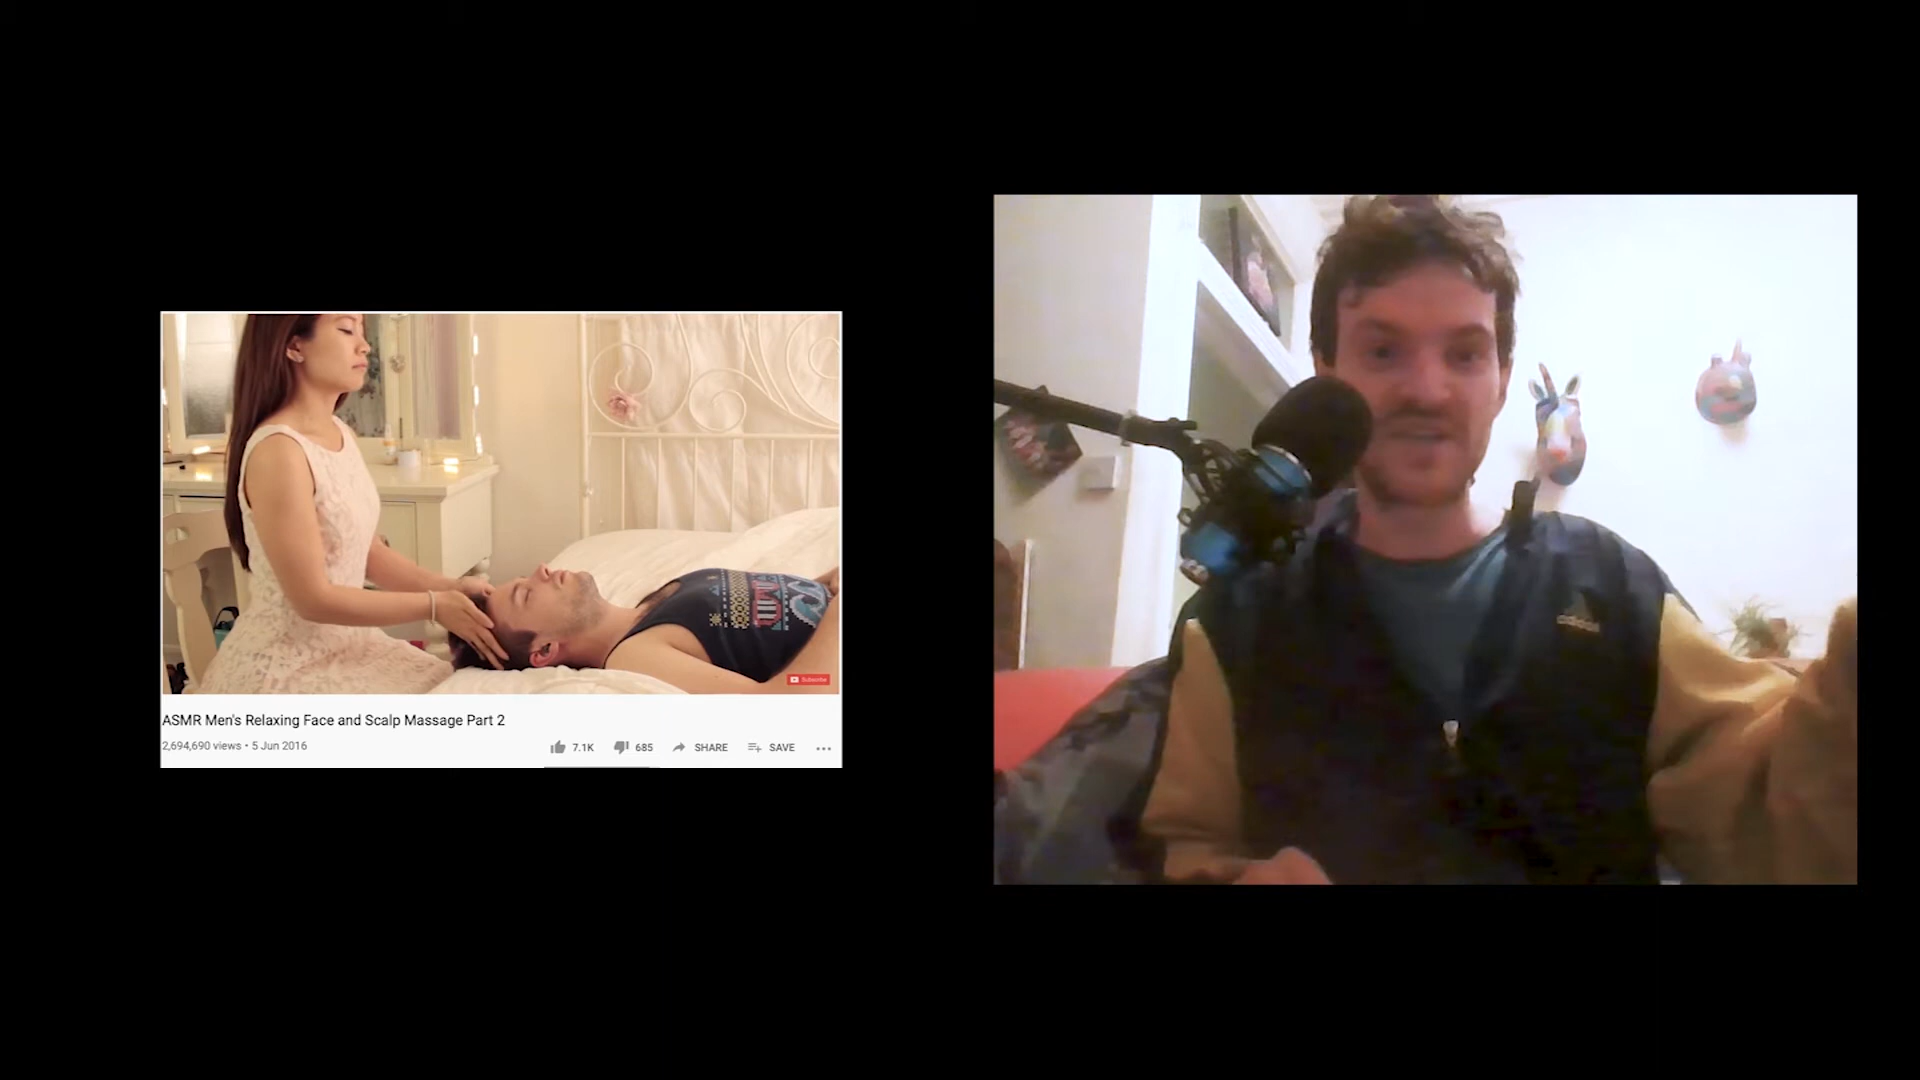 Subscribe
ASMR Men's Relaxing Face and Scalp Massage Part 2
2,694,690 views • 5 Jun 2016
7.1K 685 SHARE SAVE
adidas